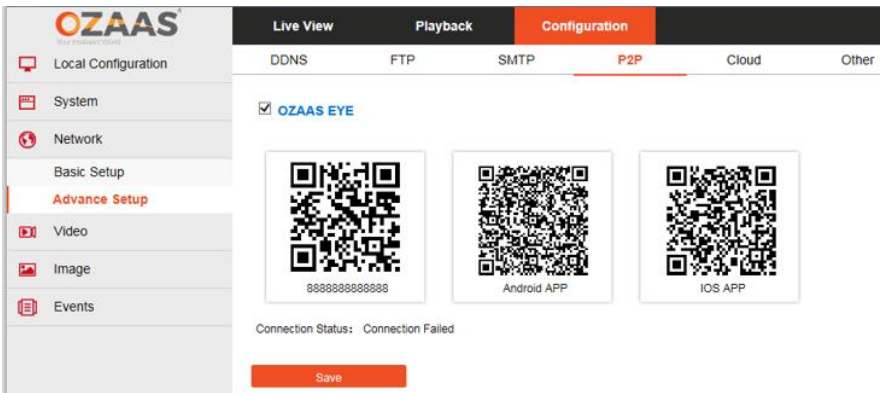 OZAAS
Live View Playback Configuration
Local Configuration
System
Network
Basic Setup
Advance Setup
Video
Image
Events
DDNS FTP SMTP P2P Cloud Other
OZAAS EYE
8888888888888
Android APP
IOS APP
Connection Status: Connection Failed
Save